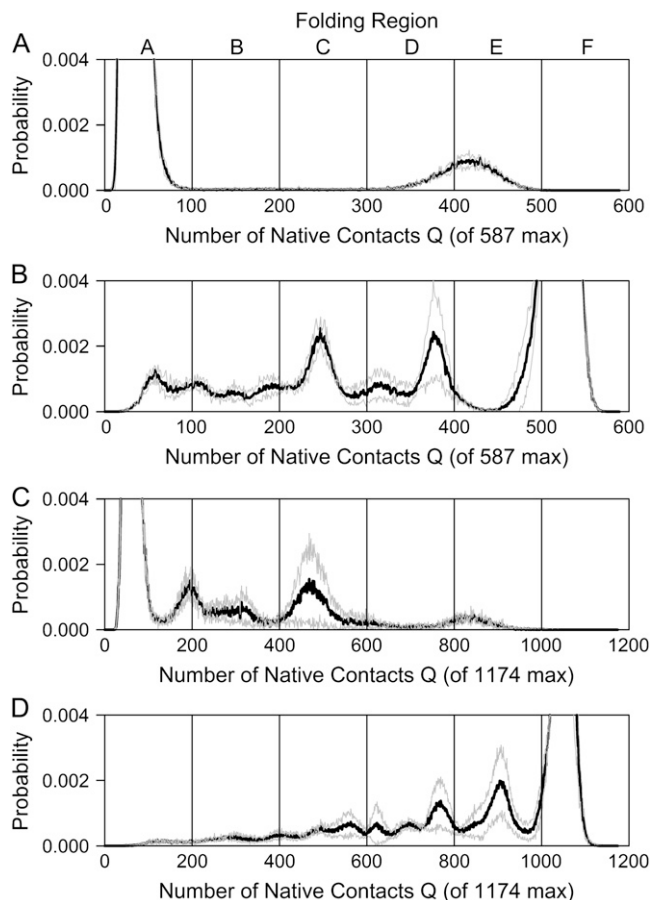 Folding Region
A A B C D E F
0.004
0.002
0.000
Probability
0 100 200 300 400 500 600
Number of Native Contacts Q (of 587 max)
B
0.004
0.002
0.000
Probability
0 100 200 300 400 500 600
Number of Native Contacts Q (of 587 max)
C
0.004
0.002
0.000
Probability
0 200 400 600 800 1000 1200
Number of Native Contacts Q (of 1174 max)
D
0.004
0.002
0.000
Probability
0 200 400 600 800 1000 1200
Number of Native Contacts Q (of 1174 max)